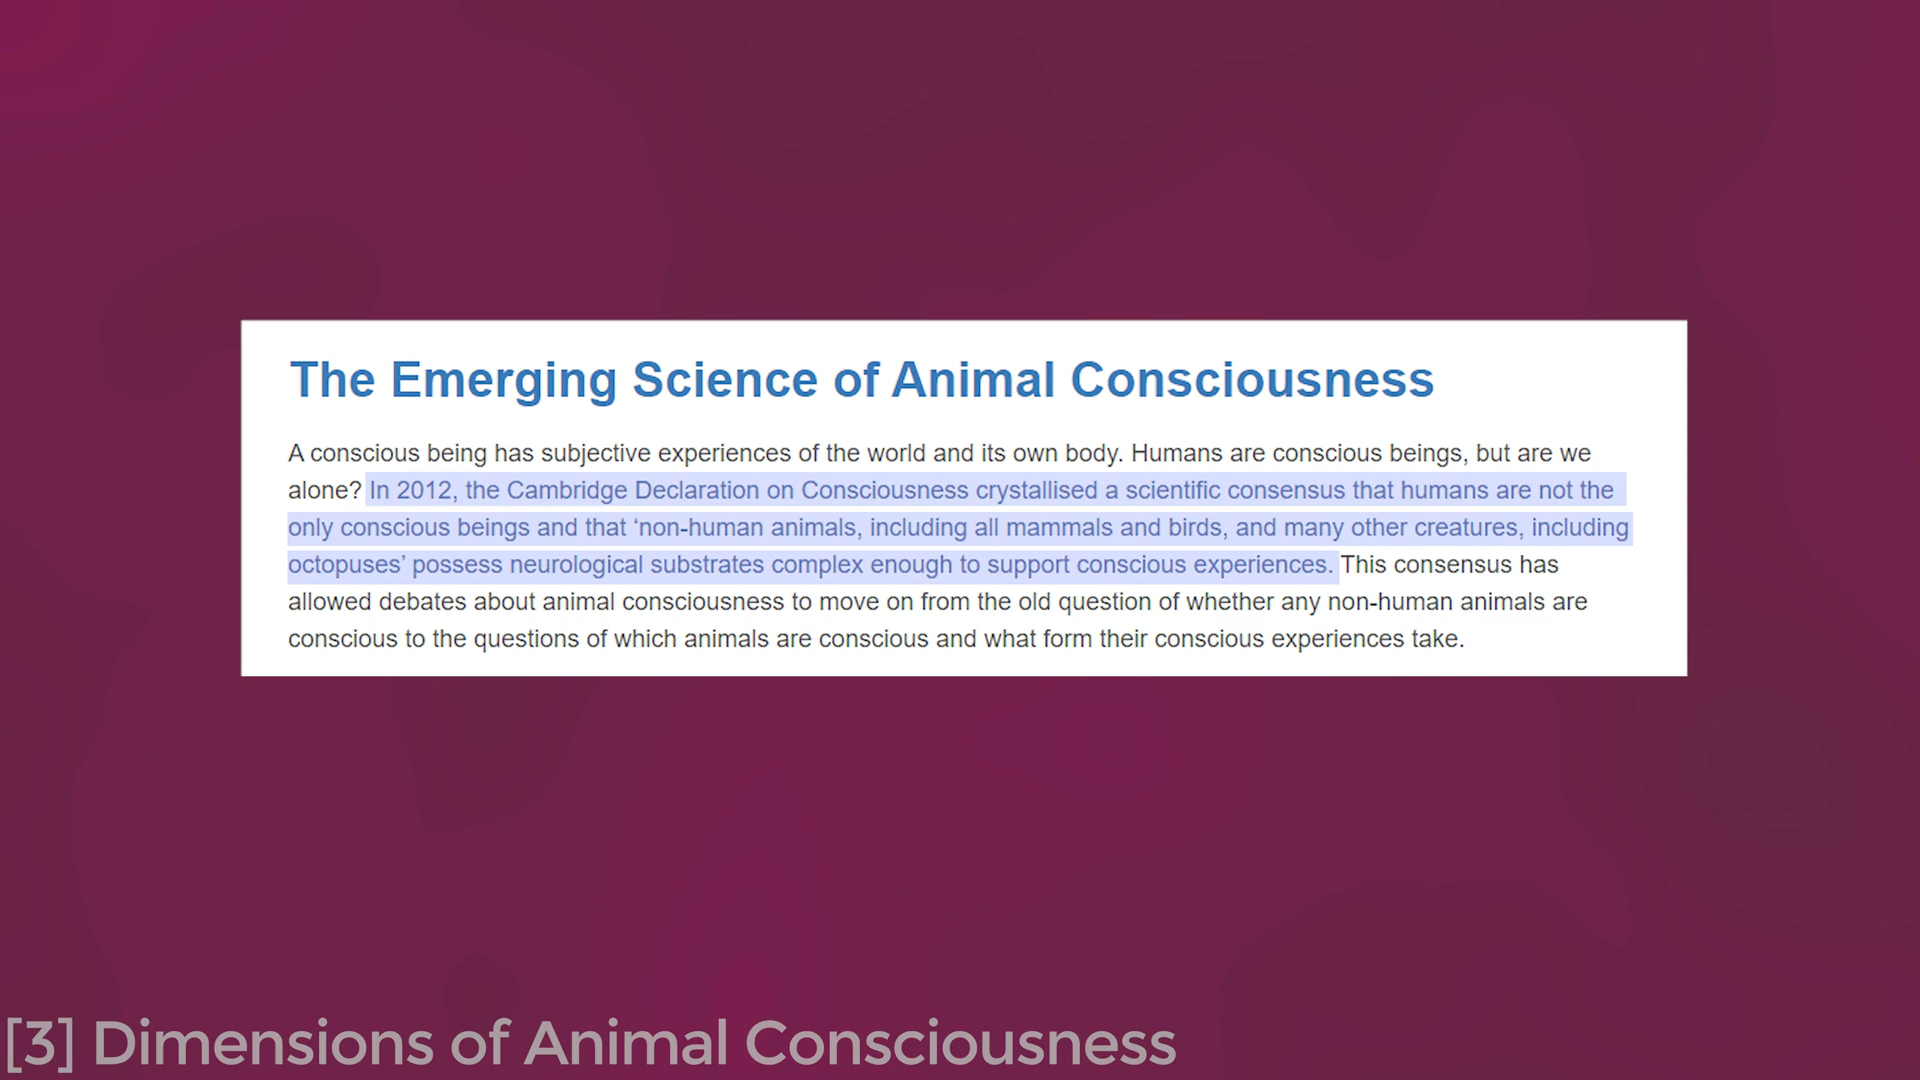 The Emerging Science of Animal Consciousness
A conscious being has subjective experiences of the world and its own body. Humans are conscious beings, but are we
alone? In 2012, the Cambridge Declaration on Consciousness crystallised a scientific consensus that humans are not the
only conscious beings and that ‘non-human animals, including all mammals and birds, and many other creatures, including
octopuses’ possess neurological substrates complex enough to support conscious experiences. This consensus has
allowed debates about animal consciousness to move on from the old question of whether any non-human animals are
conscious to the questions of which animals are conscious and what form their conscious experiences take.
[3] Dimensions of Animal Consciousness